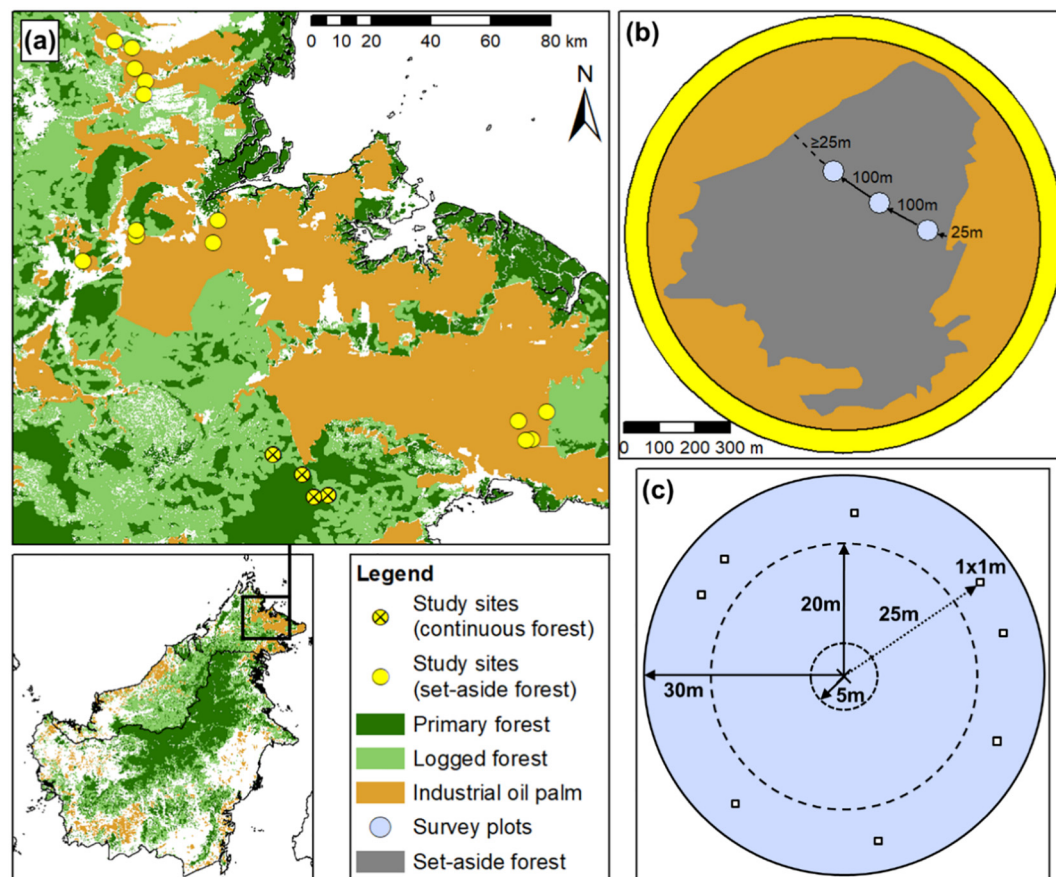 (a)
0 10 20 40 60 80 km
N
(b)
≥25m
100m
100m
25m
0 100 200 300 m
Legend
Study sites
(continuous forest)
Study sites
(set-aside forest)
Primary forest
Logged forest
Industrial oil palm
Survey plots
Set-aside forest
(c)
1x1m
20m
25m
30m
5m